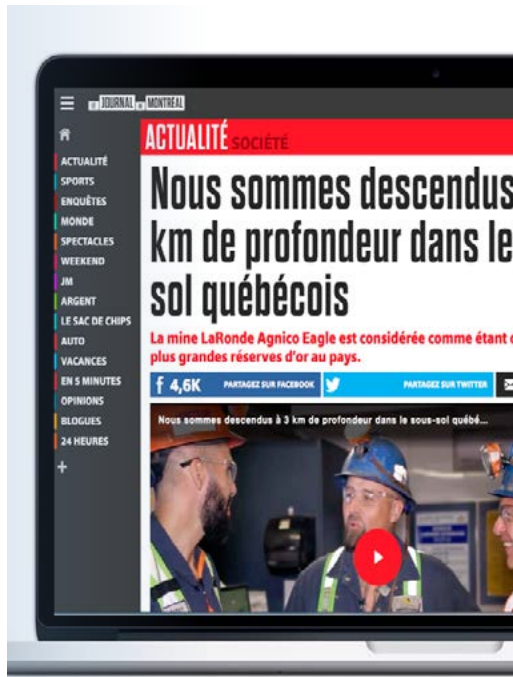 LE JOURNAL DE MONTRÉAL
ACTUALITÉ SOCIÉTÉ
ACTUALITÉ
SPORTS
ENQUÊTES
MONDE
SPECTACLES
WEEKEND
JM
ARGENT
LE SAC DE CHIPS
AUTO
VACANCES
EN 5 MINUTES
OPINIONS
BLOGUES
24 HEURES
Nous sommes descendus
km de profondeur dans le
sol québécois
La mine LaRonde Agnico Eagle est considérée comme étant
plus grandes réserves d'or au pays.
4,6K PARTAGEZ SUR FACEBOOK PARTAGEZ SUR TWITTER
Nous sommes descendus à 3 km de profondeur dans le sous-sol québé...